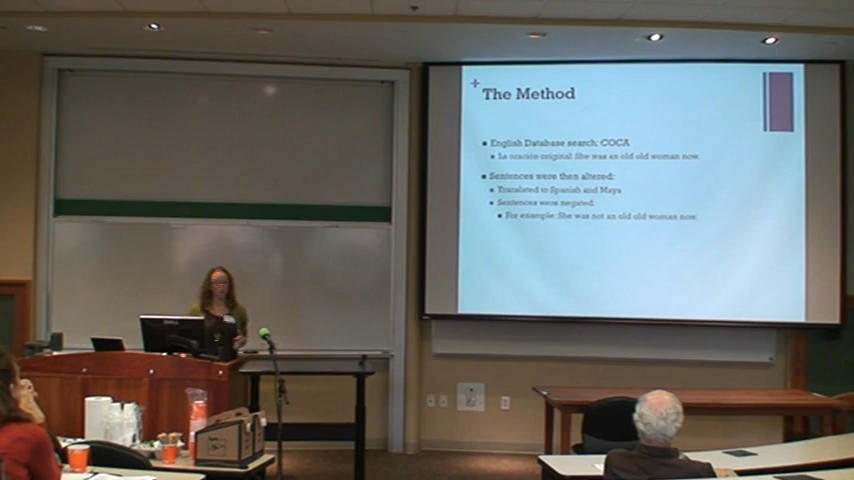 The Method
English Database search: COCA
La oración original: She was an old old woman now.
Sentences were then altered:
Translated to Spanish and Maya
Sentences were negated.
For example: She was not an old old woman now.
DELL